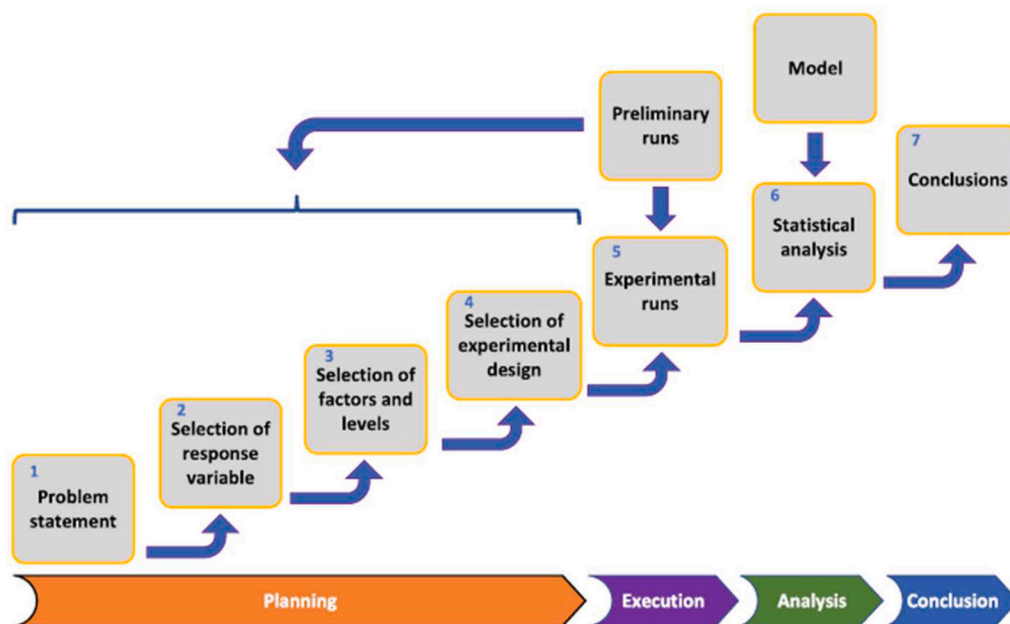 Model
Preliminary
runs
7
Conclusions
6
Statistical
analysis
5
Experimental
runs
4
Selection of
experimental
design
3
Selection of
factors and
levels
2
Selection of
response
variable
1
Problem
statement
Planning
Execution
Analysis
Conclusion